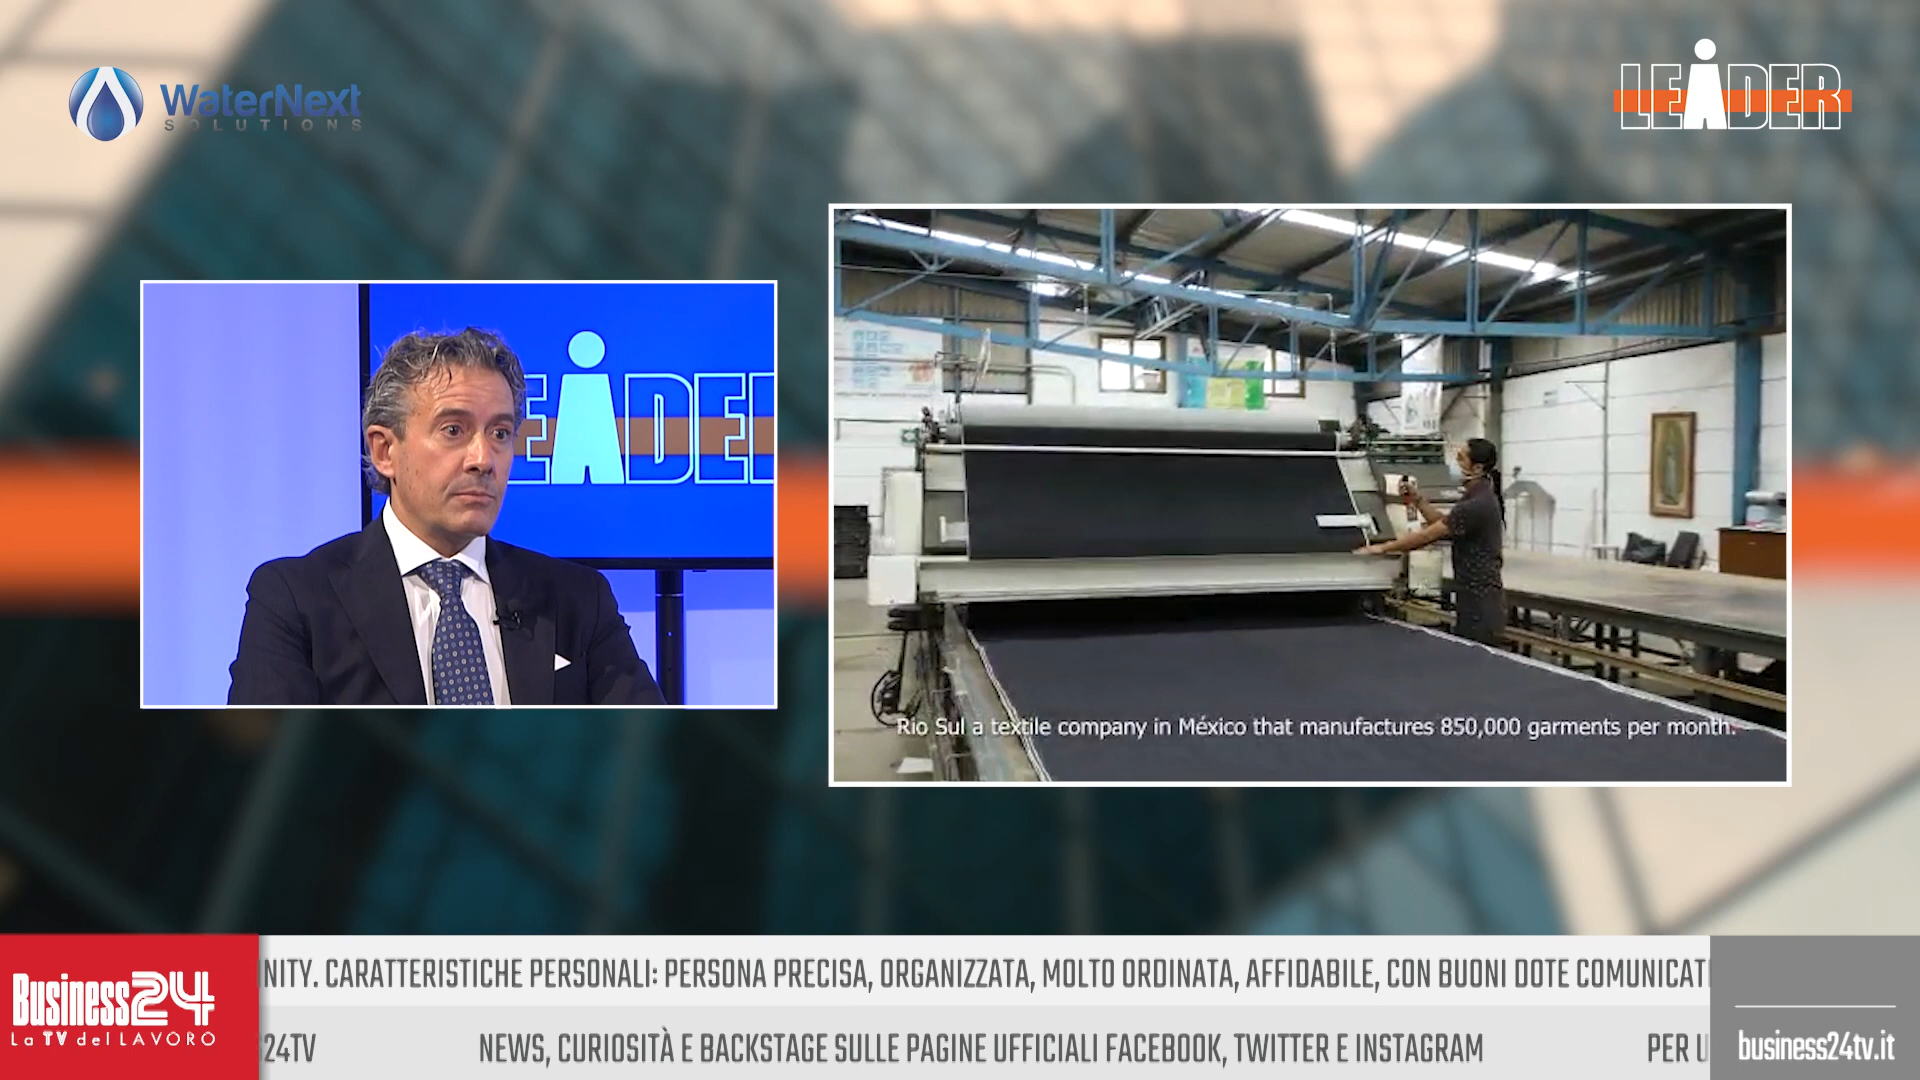 WaterNext
SOLUTIONS
LEADER
EADE
Rio Sul a textile company in México that manufactures 850,000 garments per month.
Business24
La TV del LAVORO
NITY. CARATTERISTICHE PERSONALI: PERSONA PRECISA, ORGANIZZATA, MOLTO ORDINATA, AFFIDABILE, CON BUONI DOTE COMUNICATI
24TV NEWS, CURIOSITÀ E BACKSTAGE SULLE PAGINE UFFICIALI FACEBOOK, TWITTER E INSTAGRAM PER U
business24tv.it